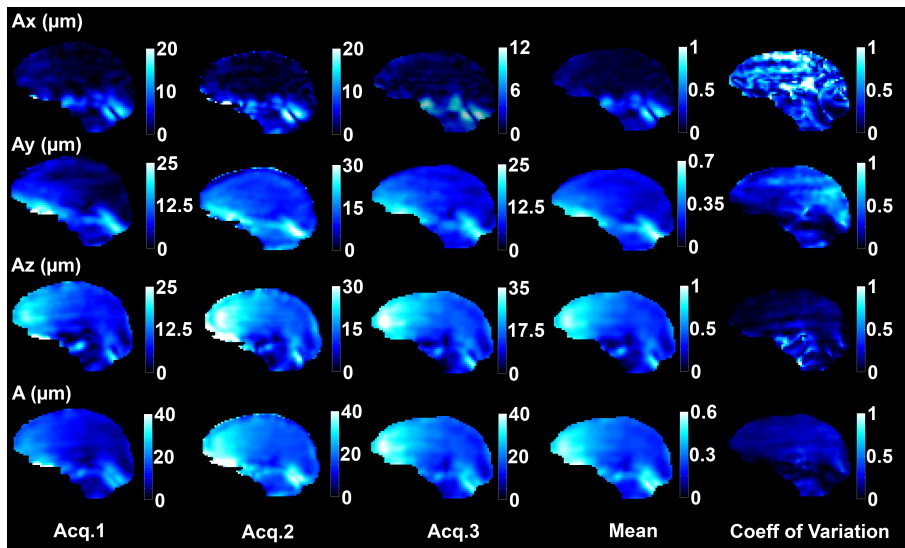 Ax (µm)
20 20 12 1 1
10 10 6 0.5 0.5
0 0 0 0 0
Ay (µm)
25 30 25 0.7 1
12.5 15 12.5 0.35 0.5
0 0 0 0 0
Az (µm)
25 30 35 1 1
12.5 15 17.5 0.5 0.5
0 0 0 0 0
A (µm)
40 40 40 0.6 1
20 20 20 0.3 0.5
0 0 0 0 0
Acq.1 Acq.2 Acq.3 Mean Coeff of Variation